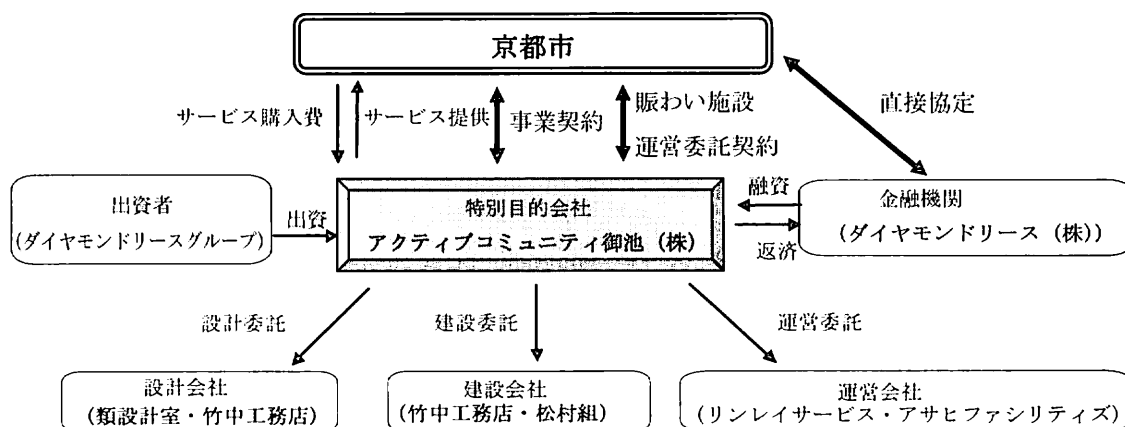 京都市
サービス購入費
サービス提供
事業契約
賑わい施設
運営委託契約
直接協定
出資者
(ダイヤモンドリースグループ)
出資
特別目的会社
アクティブコミュニティ御池（株）
融資
返済
金融機関
(ダイヤモンドリース（株）)
設計委託
建設委託
運営委託
設計会社
(類設計室・竹中工務店)
建設会社
(竹中工務店・松村組)
運営会社
(リンレイサービス・アサヒファシリティズ)